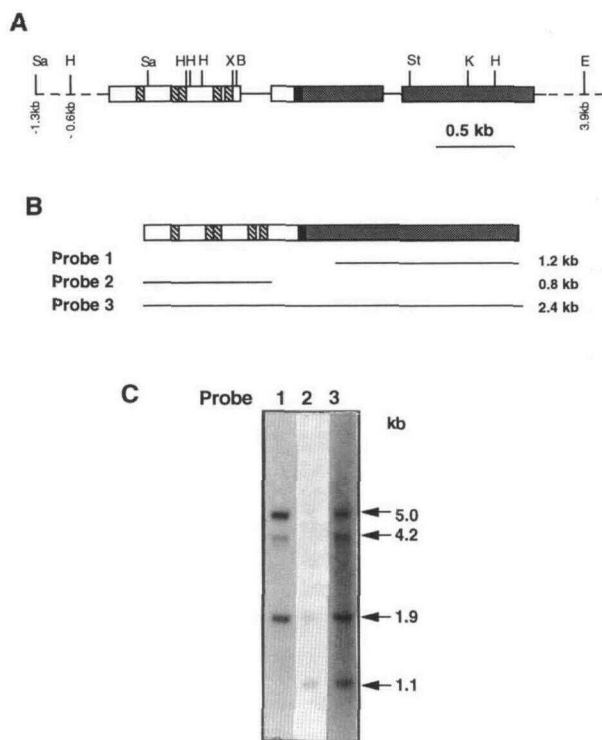 A
Sa H Sa H H H X B St K H E
-1.3kb - 0.6kb 3.9kb
0.5 kb
B
Probe 1 1.2 kb
Probe 2 0.8 kb
Probe 3 2.4 kb
C Probe 1 2 3
kb
5.0
4.2
1.9
1.1